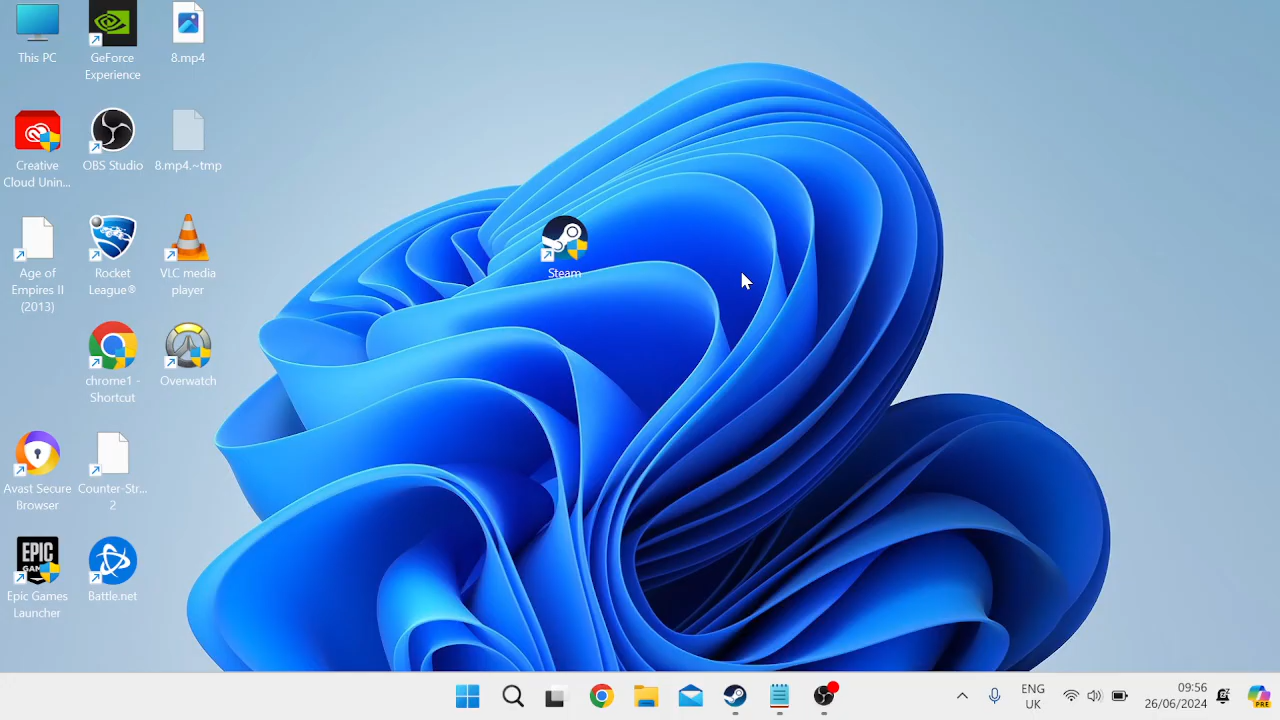 This PC
GeForce
Experience
8.mp4
Creative
Cloud Unin...
OBS Studio
8.mp4.~tmp
Age of
Empires II
(2013)
Rocket
League®
VLC media
player
Steam
chrome1 -
Shortcut
Overwatch
Avast Secure
Browser
Counter-Str...
2
EPIC
GAMES
Epic Games
Launcher
Battle.net
ENG
UK
09:56
26/06/2024
PRE